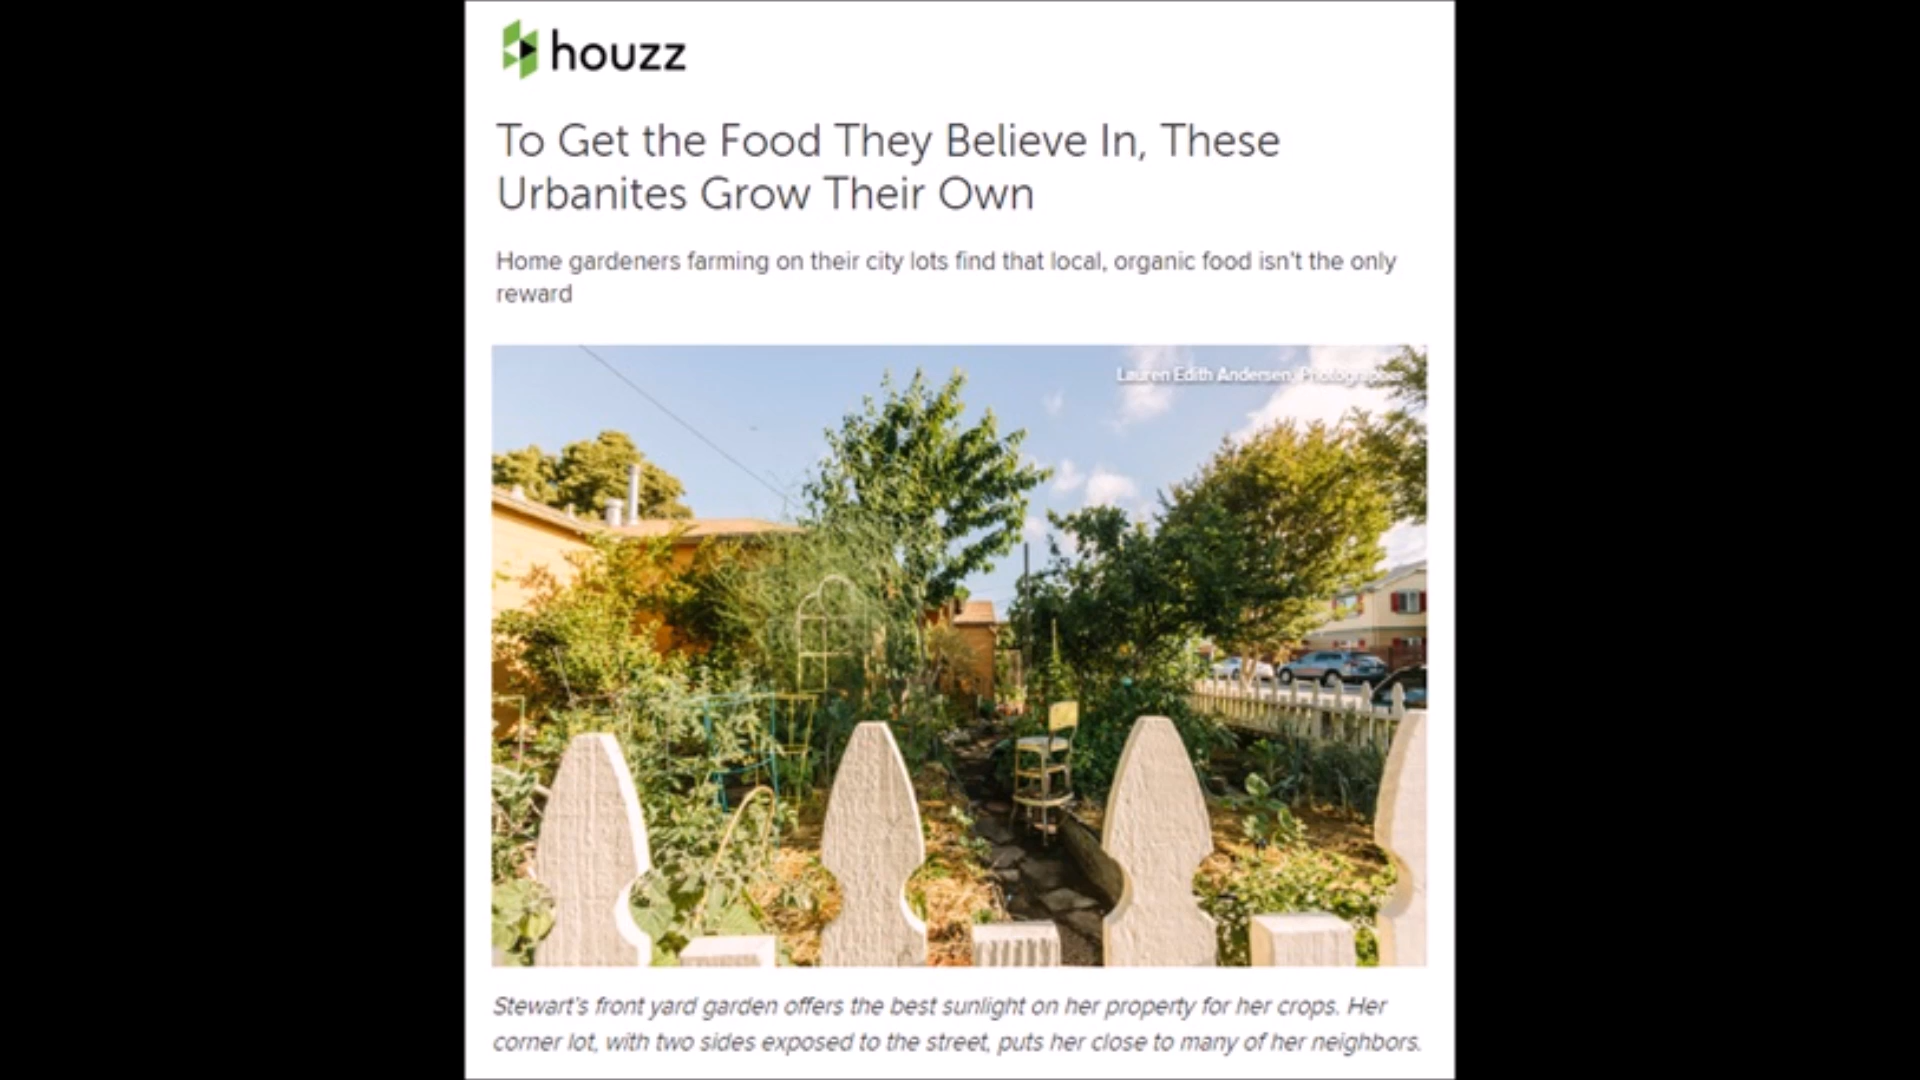 houzz
To Get the Food They Believe In, These
Urbanites Grow Their Own
Home gardeners farming on their city lots find that local, organic food isn't the only
reward
Lauren Edith Andersen, Photographer
Stewart's front yard garden offers the best sunlight on her property for her crops. Her
corner lot, with two sides exposed to the street, puts her close to many of her neighbors.